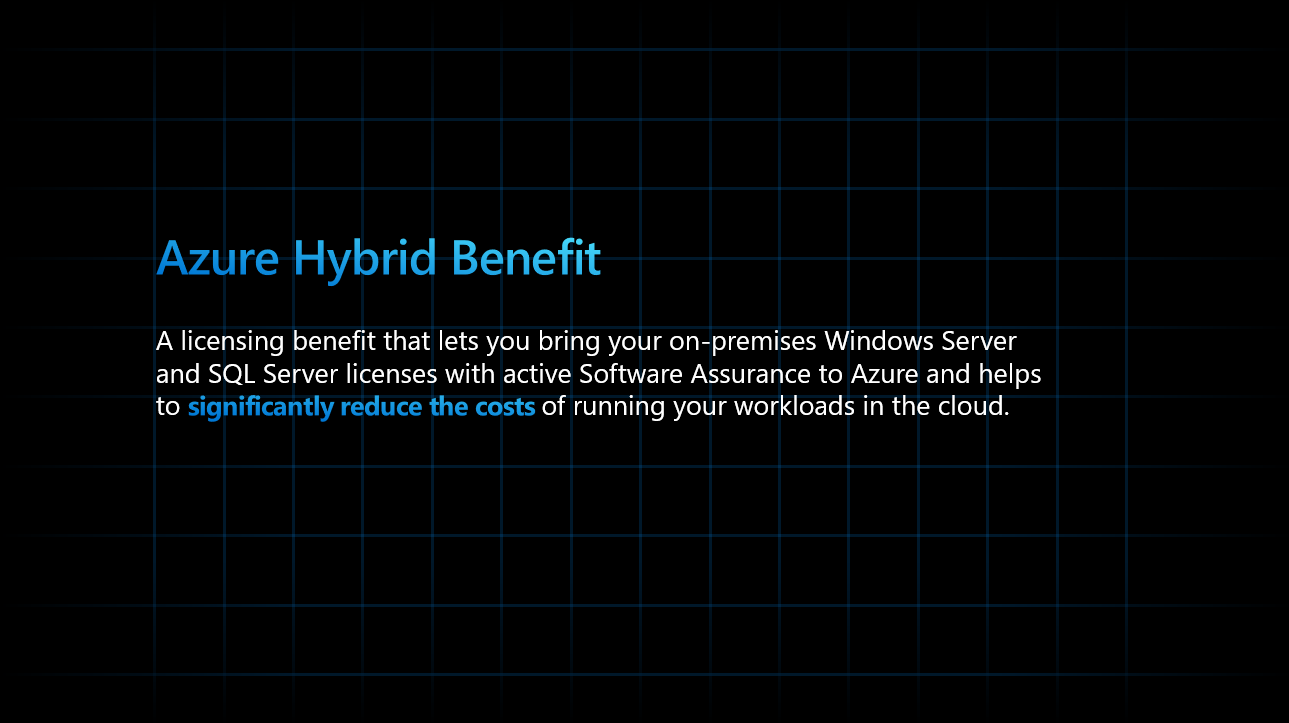 Azure Hybrid Benefit
A licensing benefit that lets you bring your on-premises Windows Server
and SQL Server licenses with active Software Assurance to Azure and helps
to significantly reduce the costs of running your workloads in the cloud.